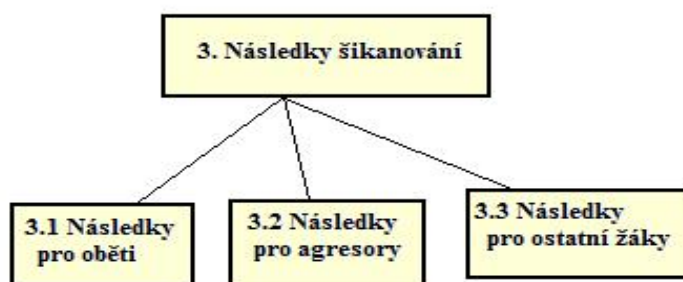 3. Následky šikanování
3.1 Následky
pro oběti
3.2 Následky
pro agresory
3.3 Následky
pro ostatní žáky